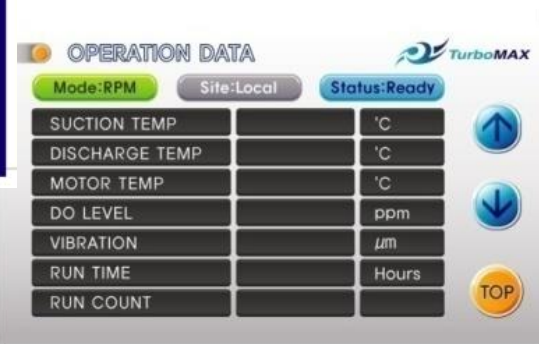 OPERATION DATA
TurboMAX
Mode:RPM Site:Local Status:Ready
SUCTION TEMP 'C
DISCHARGE TEMP 'C
MOTOR TEMP 'C
DO LEVEL ppm
VIBRATION μm
RUN TIME Hours
RUN COUNT
TOP